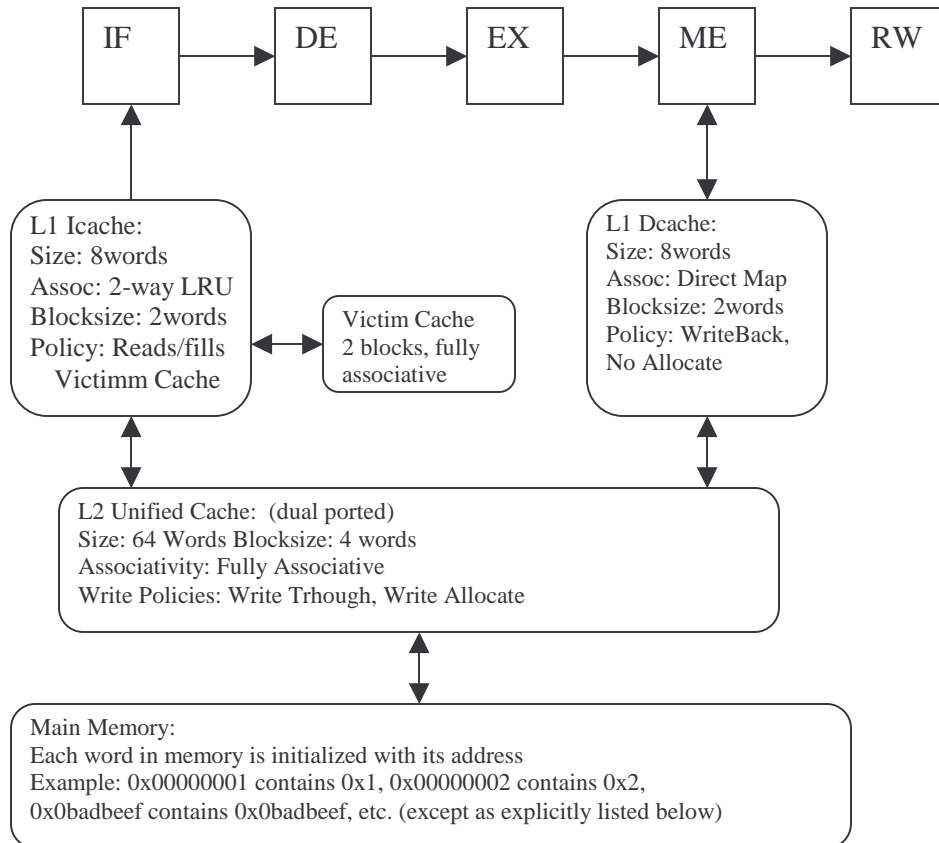 IF
DE
EX
ME
RW
L1 Icache:
Size: 8words
Assoc: 2-way LRU
Blocksize: 2words
Policy: Reads/fills
Victimm Cache
Victim Cache
2 blocks, fully
associative
L1 Dcache:
Size: 8words
Assoc: Direct Map
Blocksize: 2words
Policy: WriteBack,
No Allocate
L2 Unified Cache:  (dual ported)
Size: 64 Words Blocksize: 4 words
Associativity: Fully Associative
Write Policies: Write Trhough, Write Allocate
Main Memory:
Each word in memory is initialized with its address
Example: 0x00000001 contains 0x1, 0x00000002 contains 0x2,
0x0badbeef contains 0x0badbeef, etc. (except as explicitly listed below)